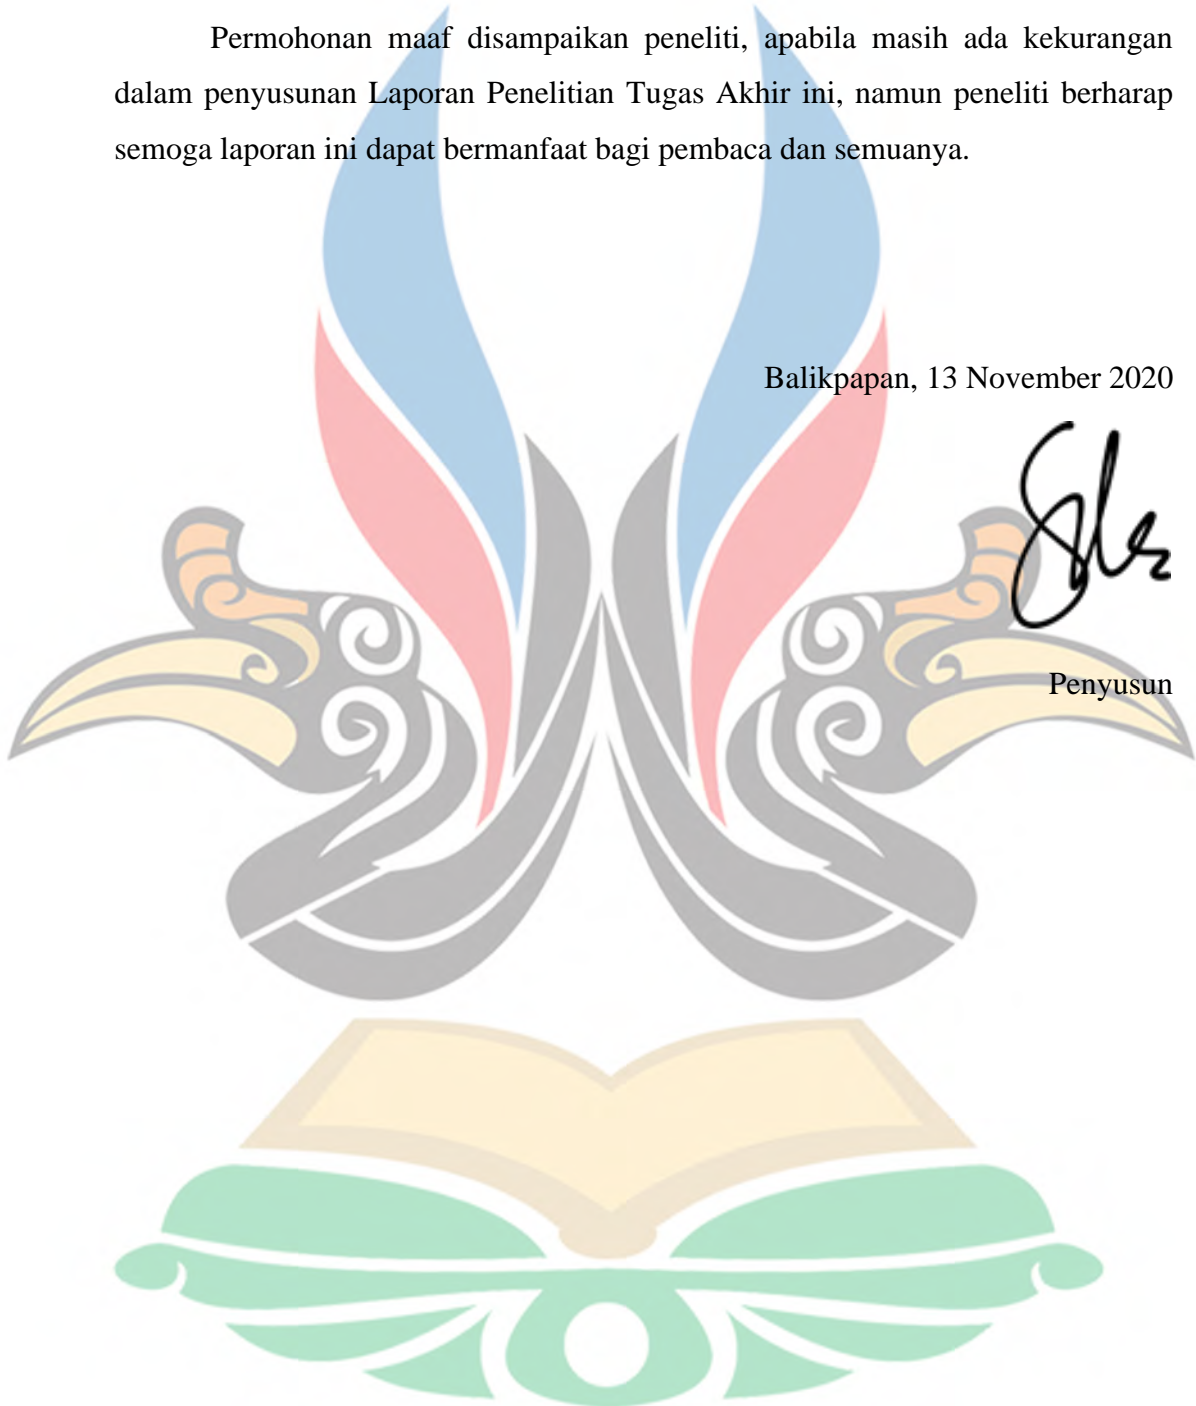 Permohonan maaf disampaikan peneliti, apabila masih ada kekurangan
dalam penyusunan Laporan Penelitian Tugas Akhir ini, namun peneliti berharap
semoga laporan ini dapat bermanfaat bagi pembaca dan semuanya.
Balikpapan, 13 November 2020
Penyusun